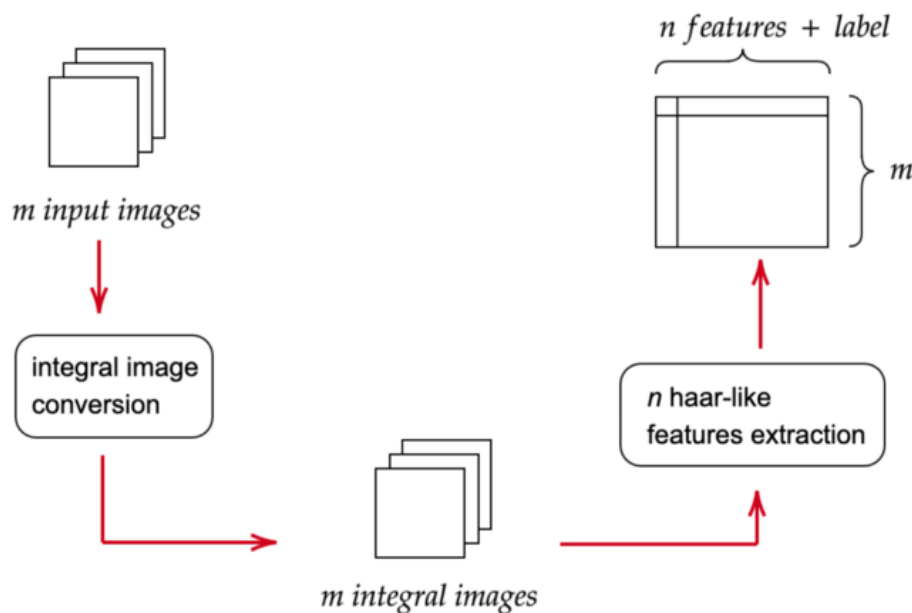 m input images
integral image
conversion
m integral images
n haar-like
features extraction
n features + label
m